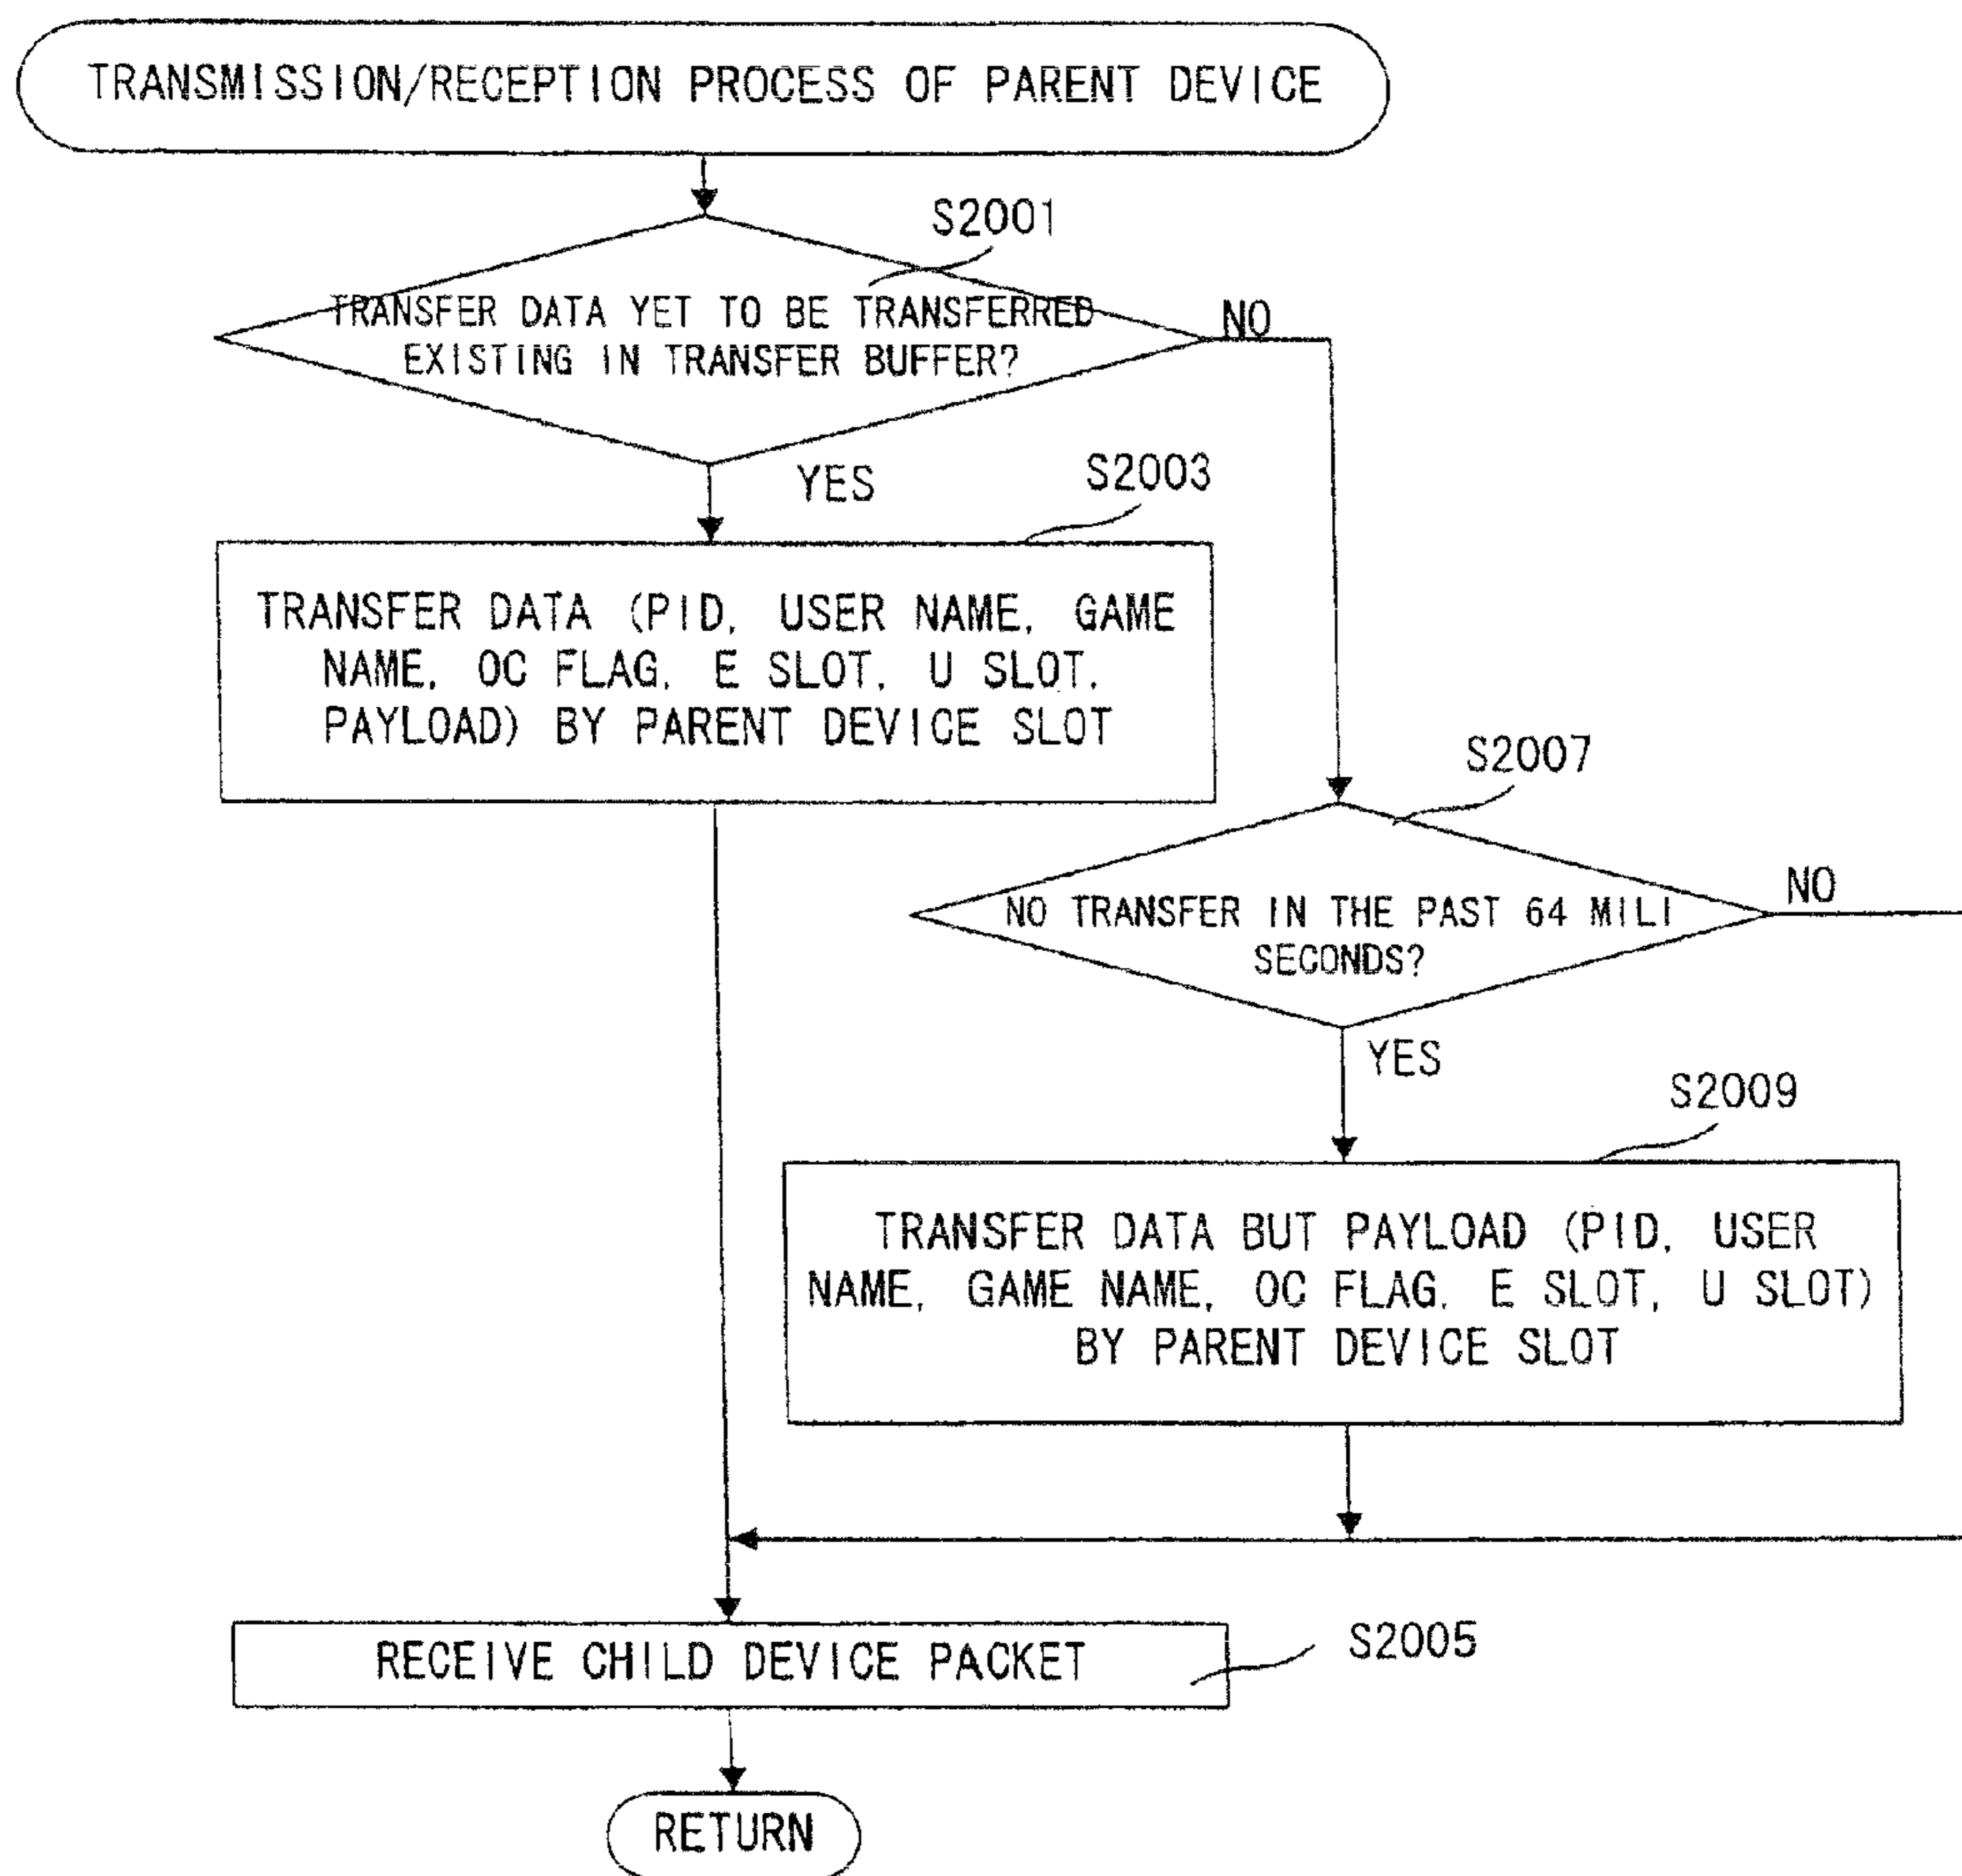 TRANSMISSION/RECEPTION PROCESS OF PARENT DEVICE
S2001
TRANSFER DATA YET TO BE TRANSFERRED
EXISTING IN TRANSFER BUFFER?
NO
YES
S2003
TRANSFER DATA (PID, USER NAME, GAME
NAME, OC FLAG, E SLOT, U SLOT,
PAYLOAD) BY PARENT DEVICE SLOT
S2007
NO TRANSFER IN THE PAST 64 MILI
SECONDS?
NO
YES
S2009
TRANSFER DATA BUT PAYLOAD (PID, USER
NAME, GAME NAME, OC FLAG, E SLOT, U SLOT)
BY PARENT DEVICE SLOT
RECEIVE CHILD DEVICE PACKET
S2005
RETURN